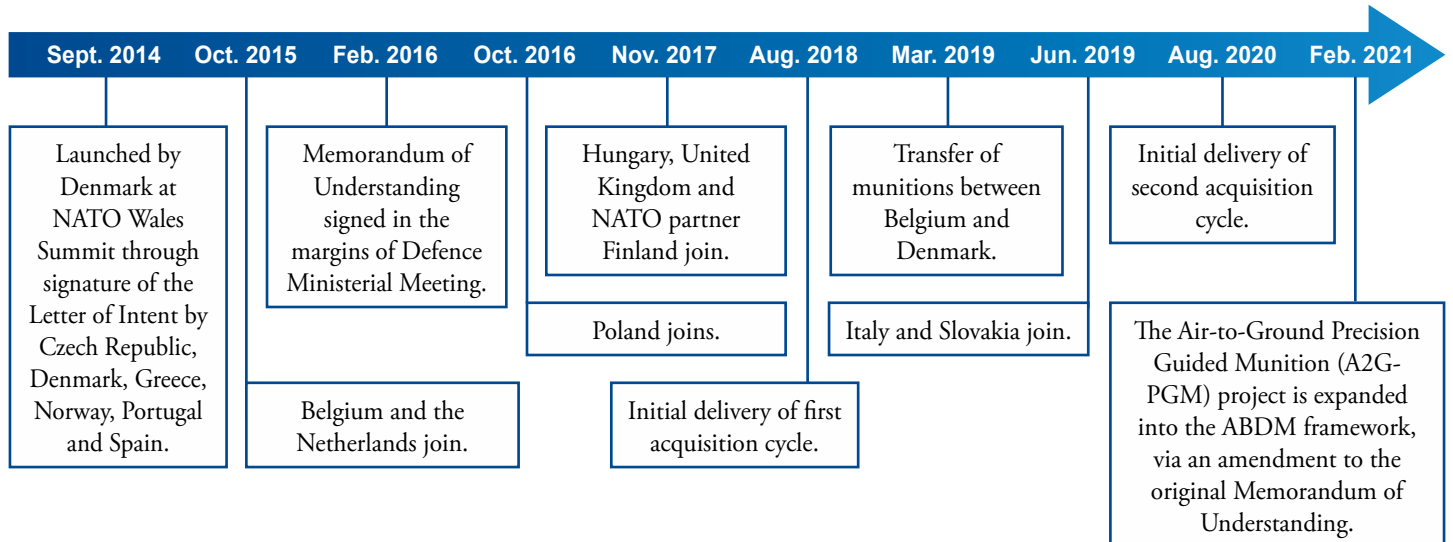 Sept. 2014 Oct. 2015 Feb. 2016 Oct. 2016 Nov. 2017 Aug. 2018 Mar. 2019 Jun. 2019 Aug. 2020 Feb. 2021
Launched by
Denmark at
NATO Wales
Summit through
signature of the
Letter of Intent by
Czech Republic,
Denmark, Greece,
Norway, Portugal
and Spain.
Belgium and the
Netherlands join.
Memorandum of
Understanding
signed in the
margins of Defence
Ministerial Meeting.
Poland joins.
Hungary, United
Kingdom and
NATO partner
Finland join.
Initial delivery of first
acquisition cycle.
Transfer of
munitions between
Belgium and
Denmark.
Italy and Slovakia join.
Initial delivery of
second acquisition
cycle.
The Air-to-Ground Precision
Guided Munition (A2G-
PGM) project is expanded
into the ABDM framework,
via an amendment to the
original Memorandum of
Understanding.